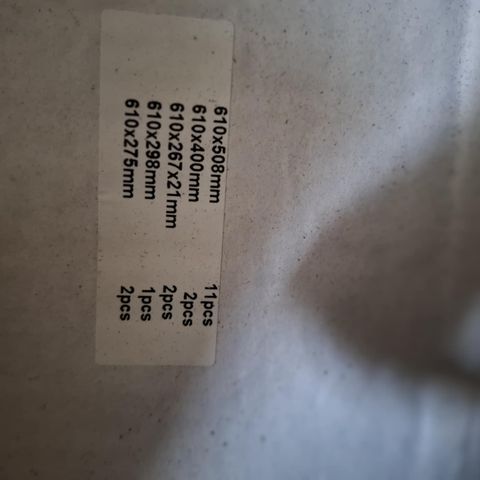 610x508mm 11pcs
610x400mm 2pcs
610x267x21mm 2pcs
610x298mm 1pcs
610x275mm 2pcs